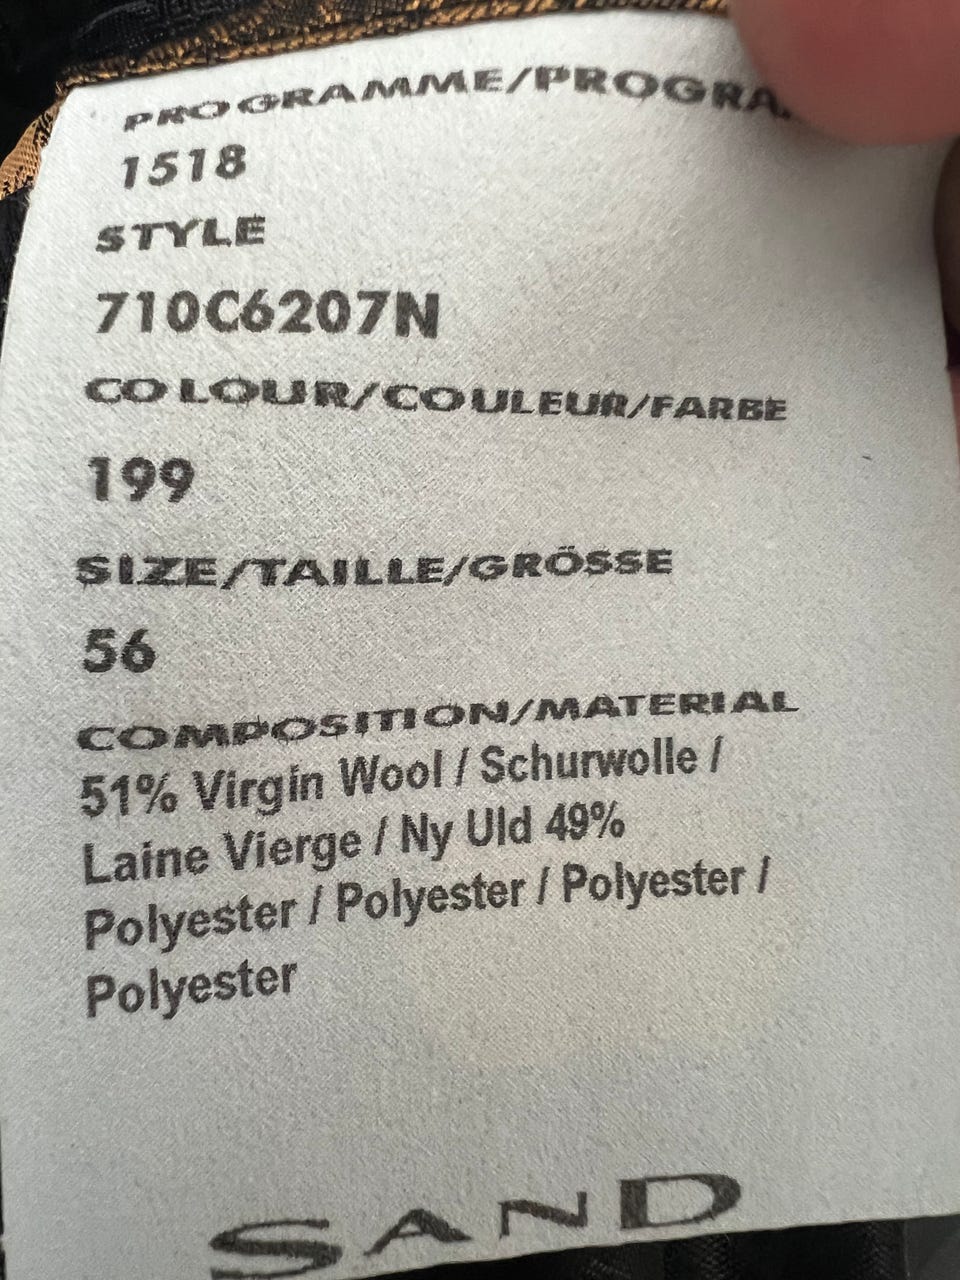 PROGRAMME/PROGRA
1518
STYLE
710C6207N
COLOUR/COULEUR/FARBE
199
SIZE/TAILLE/GRÖSSE
56
COMPOSITION/MATERIAL
51% Virgin Wool / Schurwolle /
Laine Vierge / Ny Uld 49%
Polyester / Polyester / Polyester /
Polyester
SAND